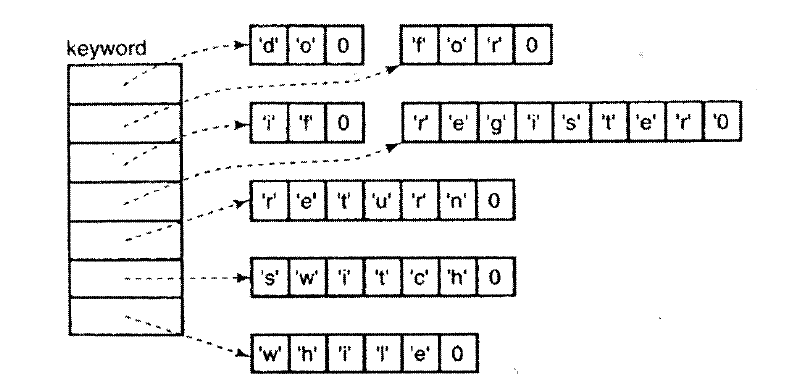 'd' 'o' 0 'f' 'o' 'r' 0
keyword
'i' 'f' 0 'r' 'e' 'g' 'i' 's' 't' 'e' 'r' '0
'r' 'e' 't' 'u' 'r' 'n' 0
's' 'w' 'i' 't' 'c' 'h' 0
'w' 'h' 'i' 'l' 'e' 0